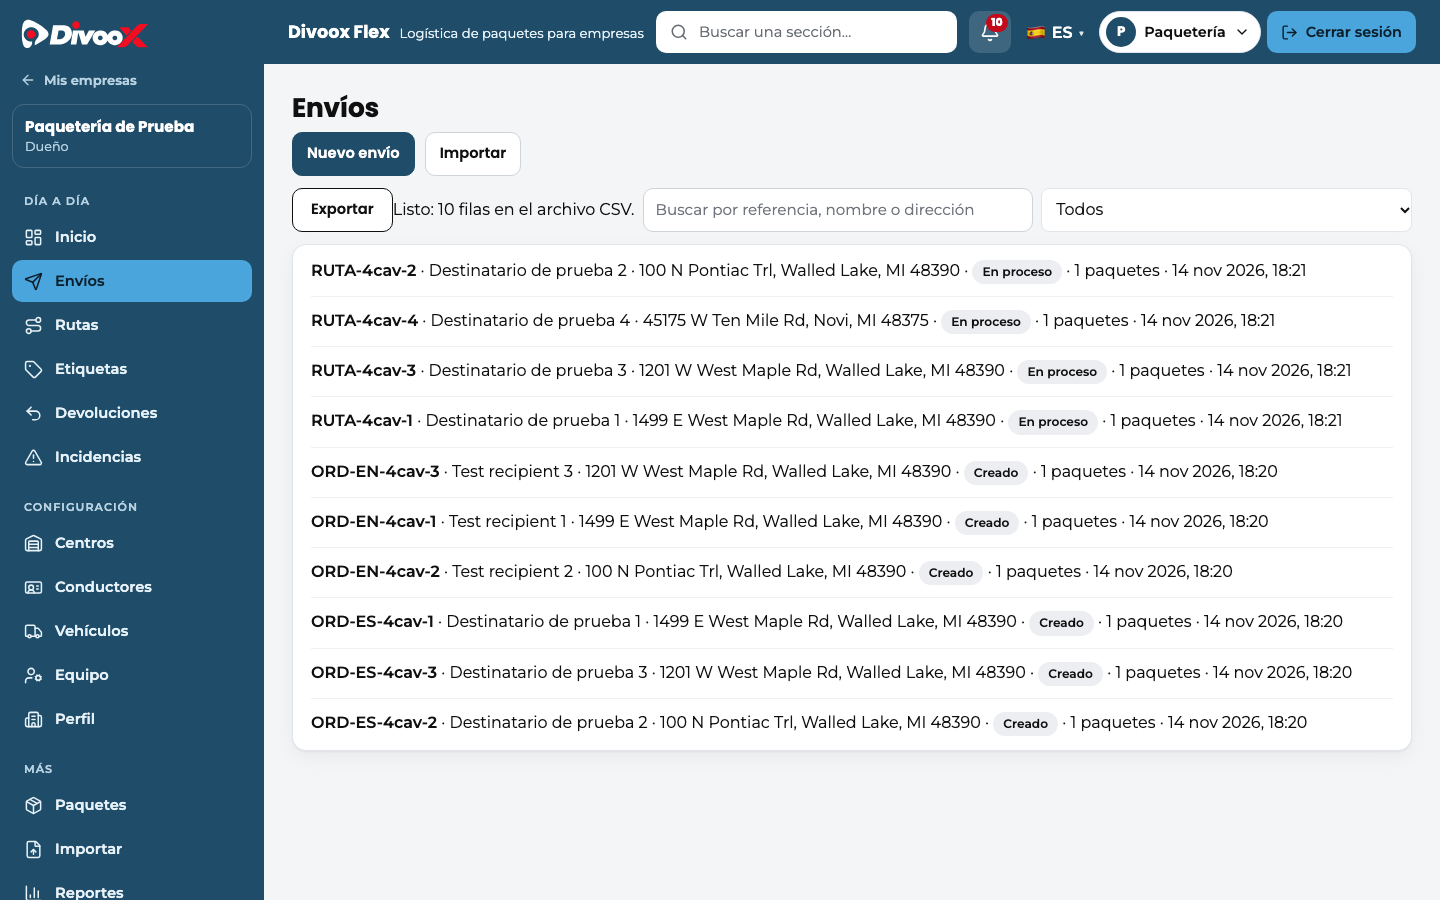 DivooX
Divoox Flex Logística de paquetes para empresas
Buscar una sección...
10
ES
P Paquetería
Cerrar sesión
Mis empresas
Paquetería de Prueba
Dueño
DÍA A DÍA
Inicio
Envíos
Rutas
Etiquetas
Devoluciones
Incidencias
CONFIGURACIÓN
Centros
Conductores
Vehículos
Equipo
Perfil
MÁS
Paquetes
Importar
Reportes
Envíos
Nuevo envío
Importar
Exportar
Listo: 10 filas en el archivo CSV.
Buscar por referencia, nombre o dirección
Todos
RUTA-4cav-2 · Destinatario de prueba 2 · 100 N Pontiac Trl, Walled Lake, MI 48390 · En proceso · 1 paquetes · 14 nov 2026, 18:21
RUTA-4cav-4 · Destinatario de prueba 4 · 45175 W Ten Mile Rd, Novi, MI 48375 · En proceso · 1 paquetes · 14 nov 2026, 18:21
RUTA-4cav-3 · Destinatario de prueba 3 · 1201 W West Maple Rd, Walled Lake, MI 48390 · En proceso · 1 paquetes · 14 nov 2026, 18:21
RUTA-4cav-1 · Destinatario de prueba 1 · 1499 E West Maple Rd, Walled Lake, MI 48390 · En proceso · 1 paquetes · 14 nov 2026, 18:21
ORD-EN-4cav-3 · Test recipient 3 · 1201 W West Maple Rd, Walled Lake, MI 48390 · Creado · 1 paquetes · 14 nov 2026, 18:20
ORD-EN-4cav-1 · Test recipient 1 · 1499 E West Maple Rd, Walled Lake, MI 48390 · Creado · 1 paquetes · 14 nov 2026, 18:20
ORD-EN-4cav-2 · Test recipient 2 · 100 N Pontiac Trl, Walled Lake, MI 48390 · Creado · 1 paquetes · 14 nov 2026, 18:20
ORD-ES-4cav-1 · Destinatario de prueba 1 · 1499 E West Maple Rd, Walled Lake, MI 48390 · Creado · 1 paquetes · 14 nov 2026, 18:20
ORD-ES-4cav-3 · Destinatario de prueba 3 · 1201 W West Maple Rd, Walled Lake, MI 48390 · Creado · 1 paquetes · 14 nov 2026, 18:20
ORD-ES-4cav-2 · Destinatario de prueba 2 · 100 N Pontiac Trl, Walled Lake, MI 48390 · Creado · 1 paquetes · 14 nov 2026, 18:20